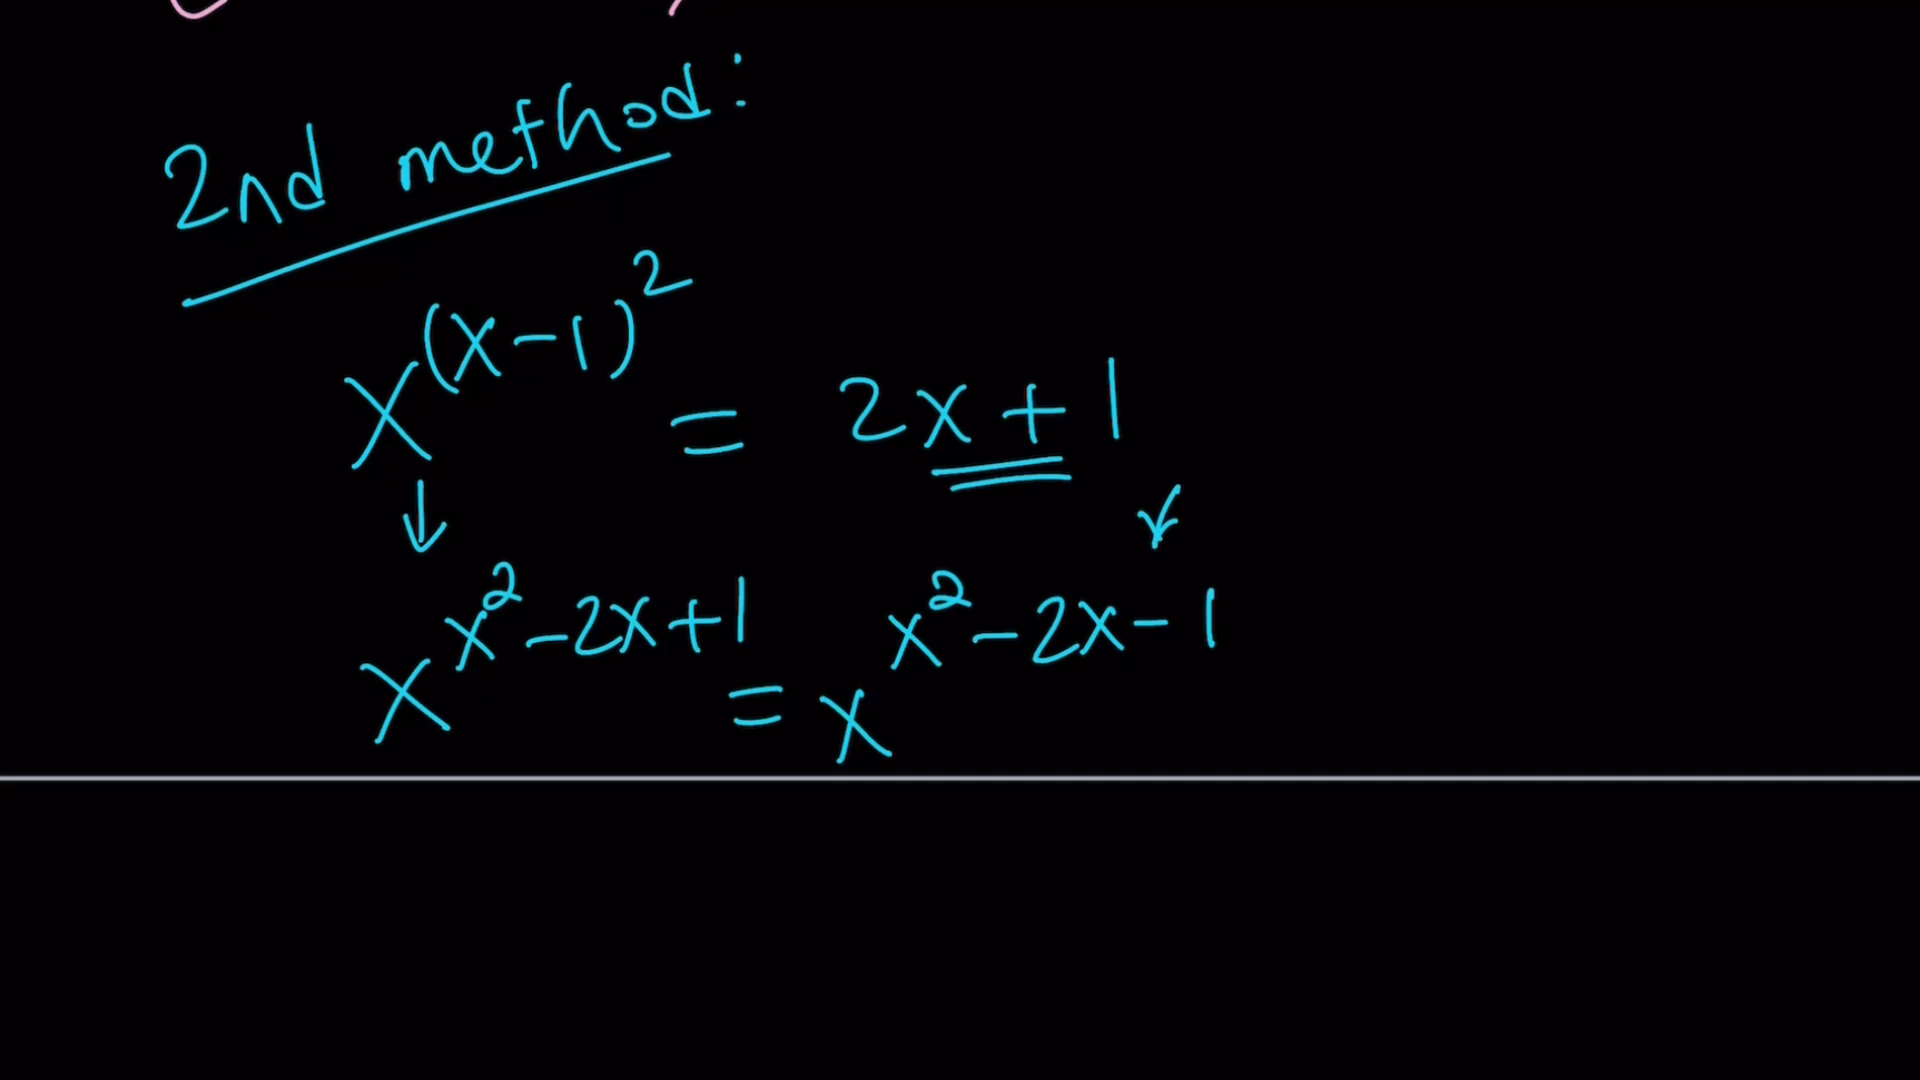 2nd method:
x^(x-1)^2 = 2x+1
↓ ↙
x^x^2-2x+1 = x^x^2-2x-1